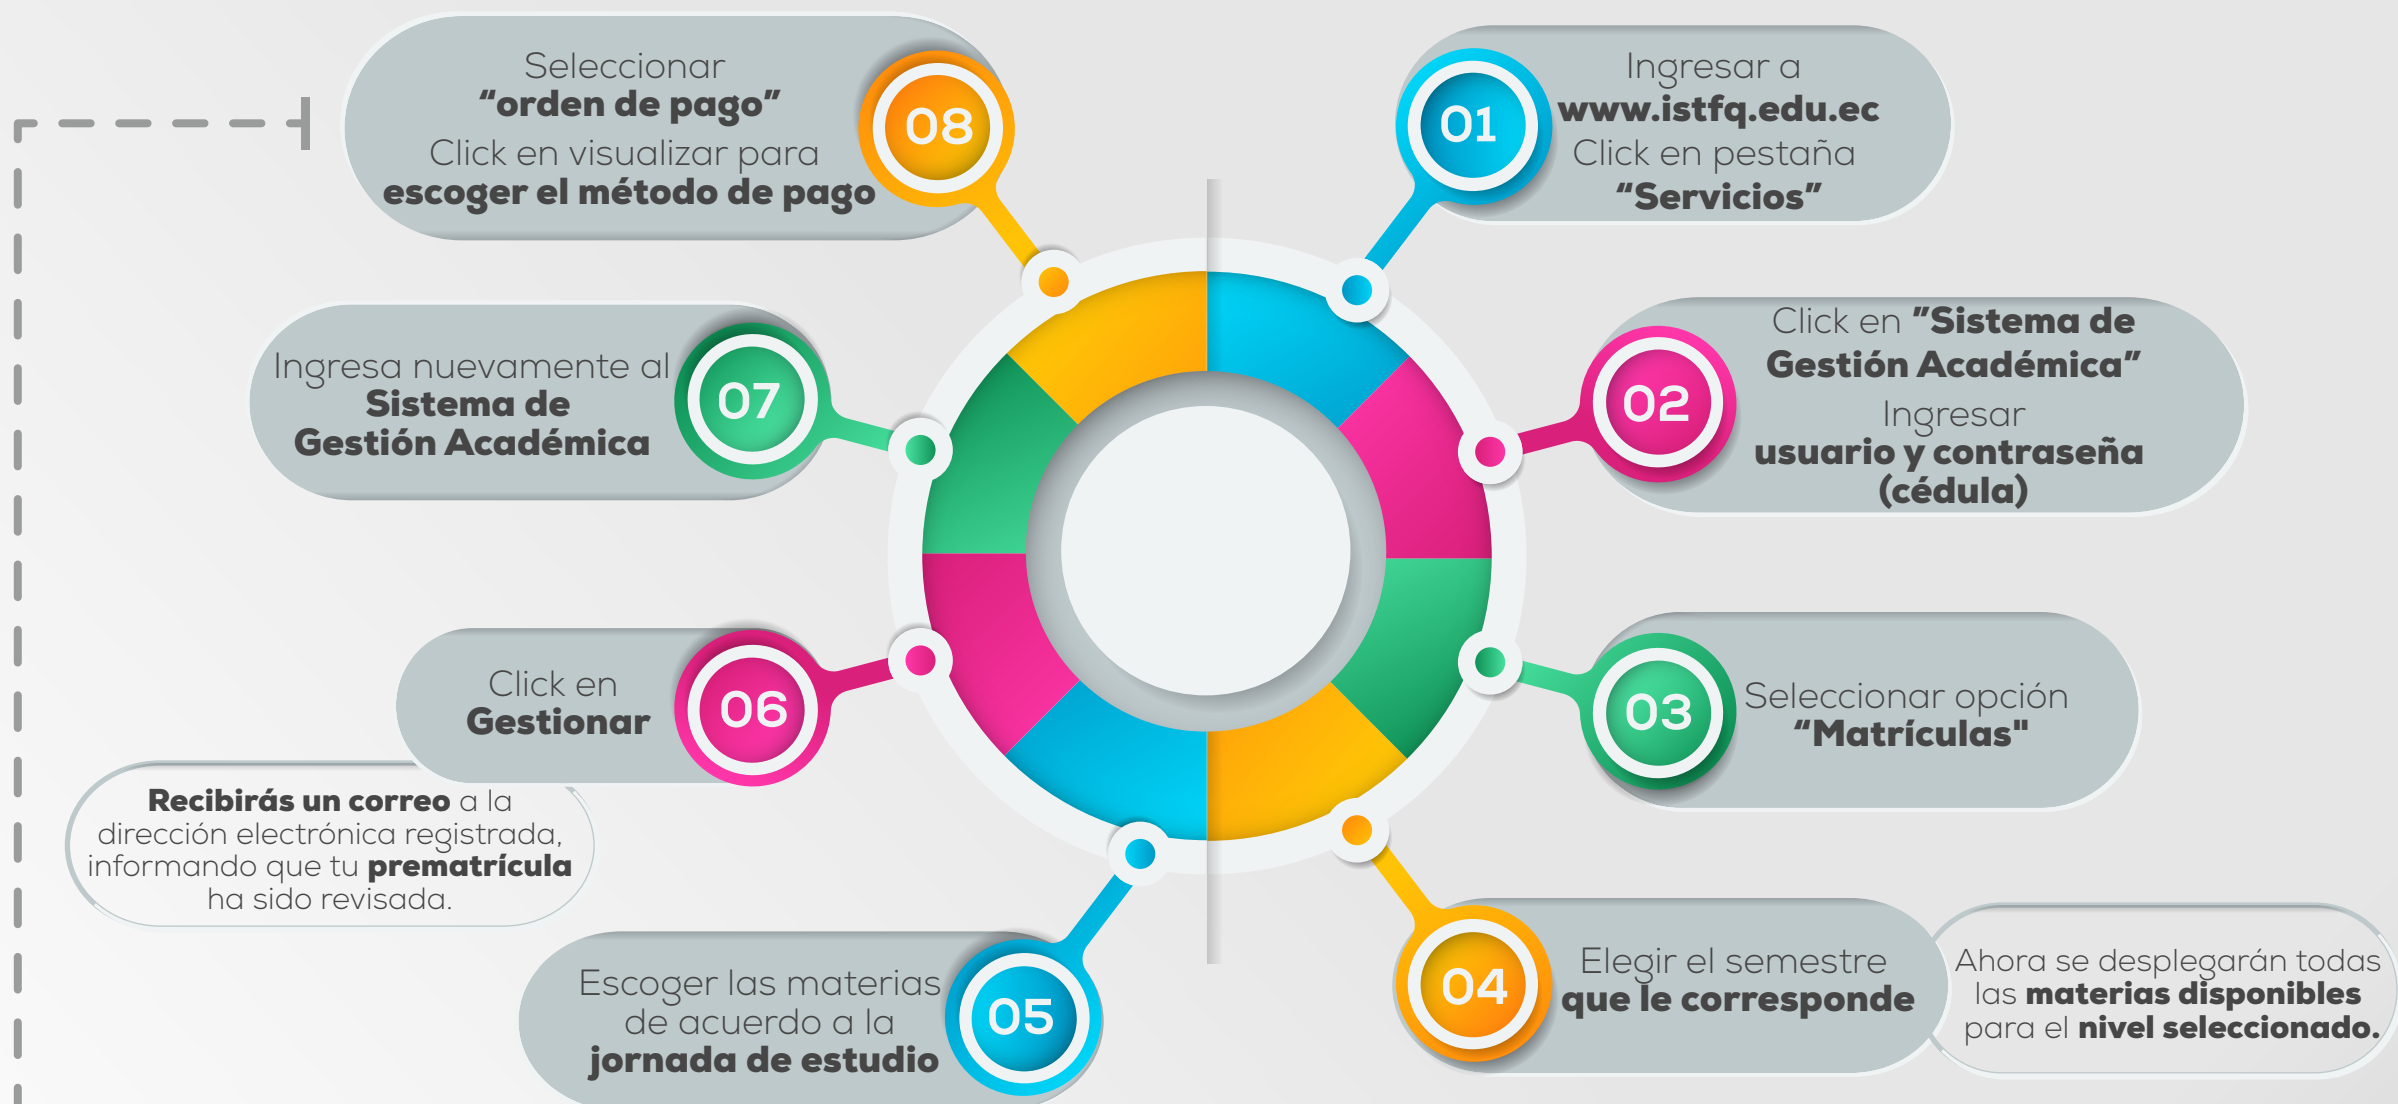 01
Ingresar a
www.istfq.edu.ec
Click en pestaña
“Servicios”
02
Click en ”Sistema de
Gestión Académica”
Ingresar
usuario y contraseña
(cédula)
03
Seleccionar opción
“Matrículas"
04
Elegir el semestre
que le corresponde
Ahora se desplegarán todas
las materias disponibles
para el nivel seleccionado.
05
Escoger las materias
de acuerdo a la
jornada de estudio
06
Click en
Gestionar
Recibirás un correo a la
dirección electrónica registrada,
informando que tu prematrícula
ha sido revisada.
07
Ingresa nuevamente al
Sistema de
Gestión Académica
08
Seleccionar
“orden de pago”
Click en visualizar para
escoger el método de pago